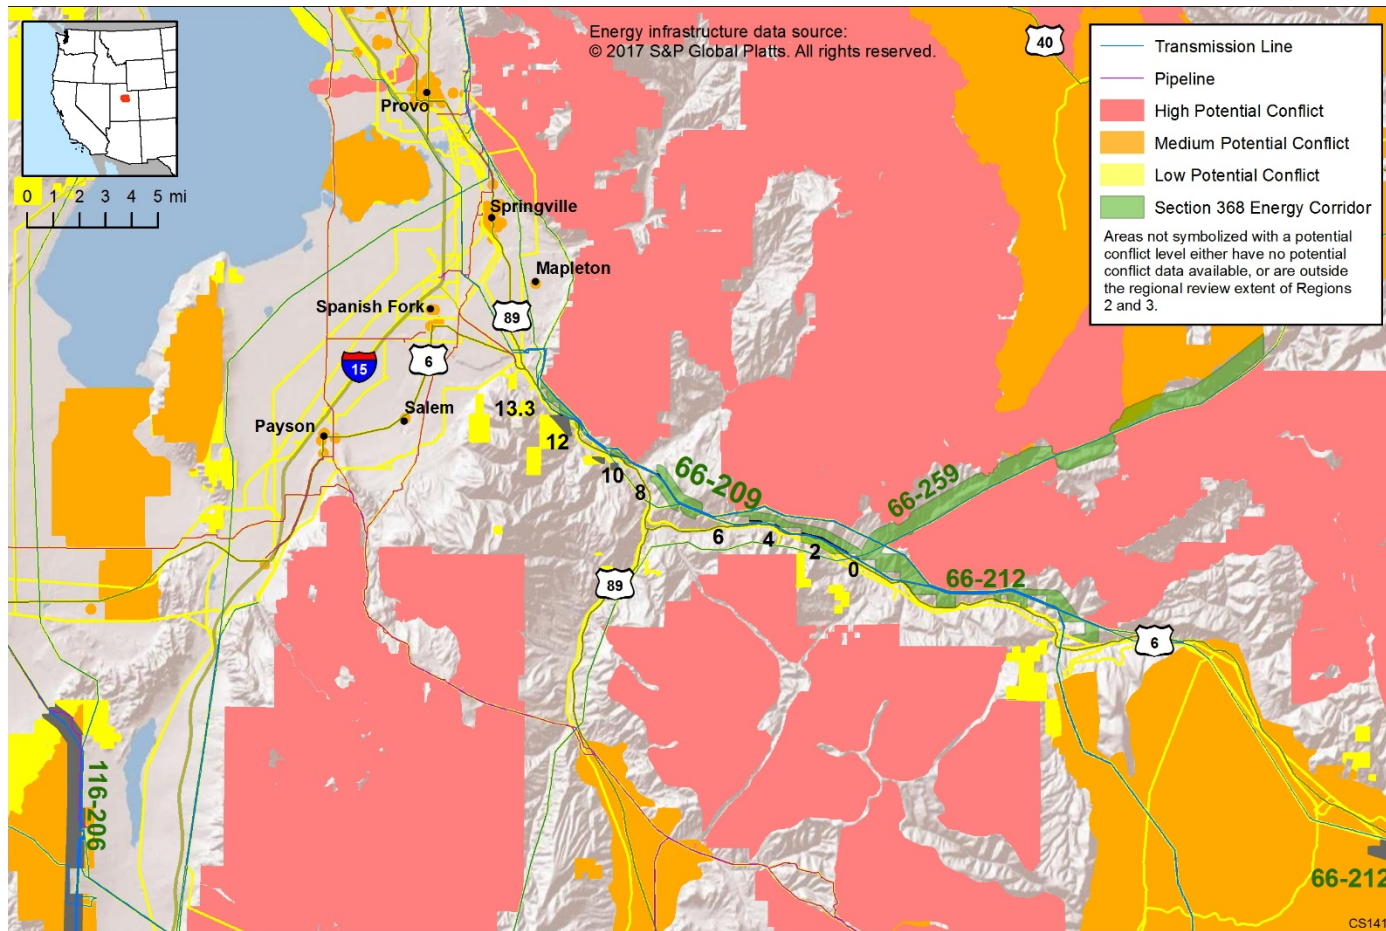 Energy infrastructure data source:
© 2017 S&P Global Platts. All rights reserved.
40
Transmission Line
Pipeline
High Potential Conflict
Medium Potential Conflict
Low Potential Conflict
Section 368 Energy Corridor
Areas not symbolized with a potential
conflict level either have no potential
conflict data available, or are outside
the regional review extent of Regions
2 and 3.
0 1 2 3 4 5 mi
Provo
Springville
Mapleton
Spanish Fork
89
6
15
Salem
Payson
13.3
12
10
8
66-209
6
4
2
0
66-259
66-212
89
6
116-206
66-212
CS141